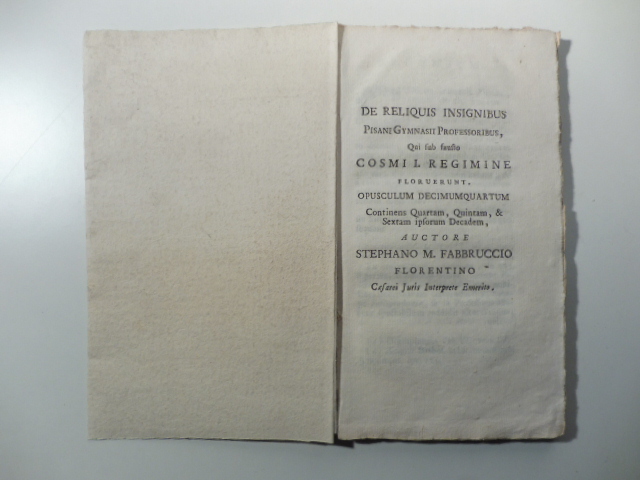 DE RELIQUIS INSIGNIBUS
PISANI GYMNASII PROFESSORIBUS,
Qui sub fausto
COSMI I. REGIMINE
FLORUERUNT.
OPUSCULUM DECIMUMQUARTUM
Continens Quartam, Quintam, &
Sextam ipsorum Decadem,
AUCTORE
STEPHANO M. FABBRUCCIO
FLORENTINO
Cæsarei Juris Interprete Emerito.